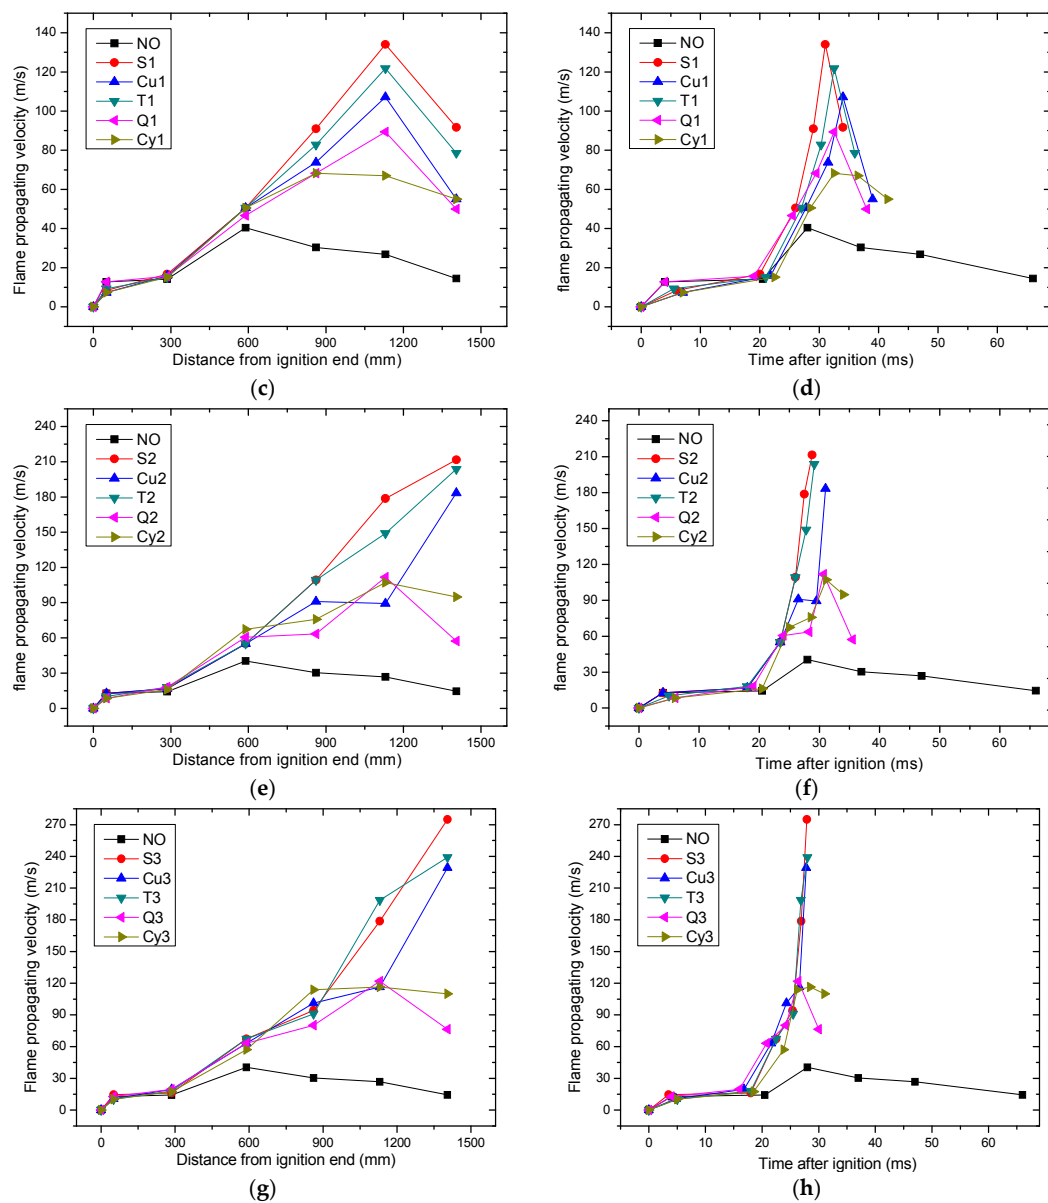 140
120
100
80
60
40
20
0
Flame propagating velocity (m/s)
NO
S1
Cu1
T1
Q1
Cy1
0 300 600 900 1200 1500
Distance from ignition end (mm)
(c)
140
120
100
80
60
40
20
0
flame propagating velocity (m/s)
NO
S1
Cu1
T1
Q1
Cy1
0 10 20 30 40 50 60
Time after ignition (ms)
(d)
240
210
180
150
120
90
60
30
0
flame propagating velocity (m/s)
NO
S2
Cu2
T2
Q2
Cy2
0 300 600 900 1200 1500
Distance from ignition end (mm)
(e)
240
210
180
150
120
90
60
30
0
flame propagating velocity (m/s)
NO
S2
Cu2
T2
Q2
Cy2
0 10 20 30 40 50 60
Time after ignition (ms)
(f)
270
240
210
180
150
120
90
60
30
0
Flame propagating velocity (m/s)
NO
S3
Cu3
T3
Q3
Cy3
0 300 600 900 1200 1500
Distance from ignition end (mm)
(g)
270
240
210
180
150
120
90
60
30
0
Flame propagating velocity (m/s)
NO
S3
Cu3
T3
Q3
Cy3
0 10 20 30 40 50 60
Time after ignition (ms)
(h)